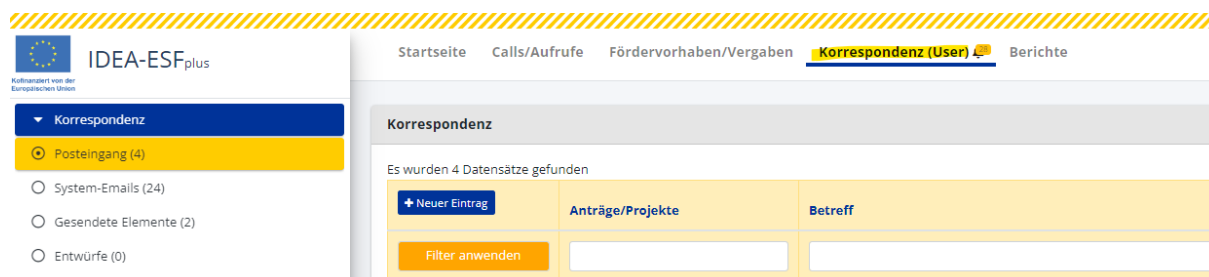 IDEA-ESFplus
Kofinanziert von der
Europäischen Union
Startseite Calls/Aufrufe Fördervorhaben/Vergaben Korrespondenz (User) 28 Berichte
Korrespondenz
Posteingang (4)
System-Emails (24)
Gesendete Elemente (2)
Entwürfe (0)
Korrespondenz
Es wurden 4 Datensätze gefunden
+ Neuer Eintrag Anträge/Projekte Betreff
Filter anwenden